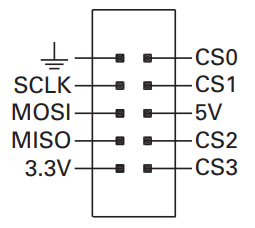 CS0
SCLK CS1
MOSI 5V
MISO CS2
3.3V CS3